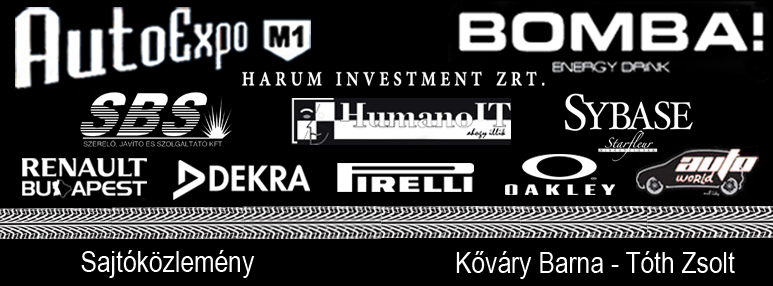 AutoExpo M1
BOMBA!
ENERGY DRINK
HARUM INVESTMENT ZRT.
SBS
SZERELŐ, JAVÍTÓ ÉS SZOLGÁLTATÓ KFT
HumanoIT
ahogy illik
SYBASE
Starfleur
RENAULT
BUDAPEST
DEKRA
PIRELLI
OAKLEY
auto
world
Sajtóközlemény
Kőváry Barna - Tóth Zsolt